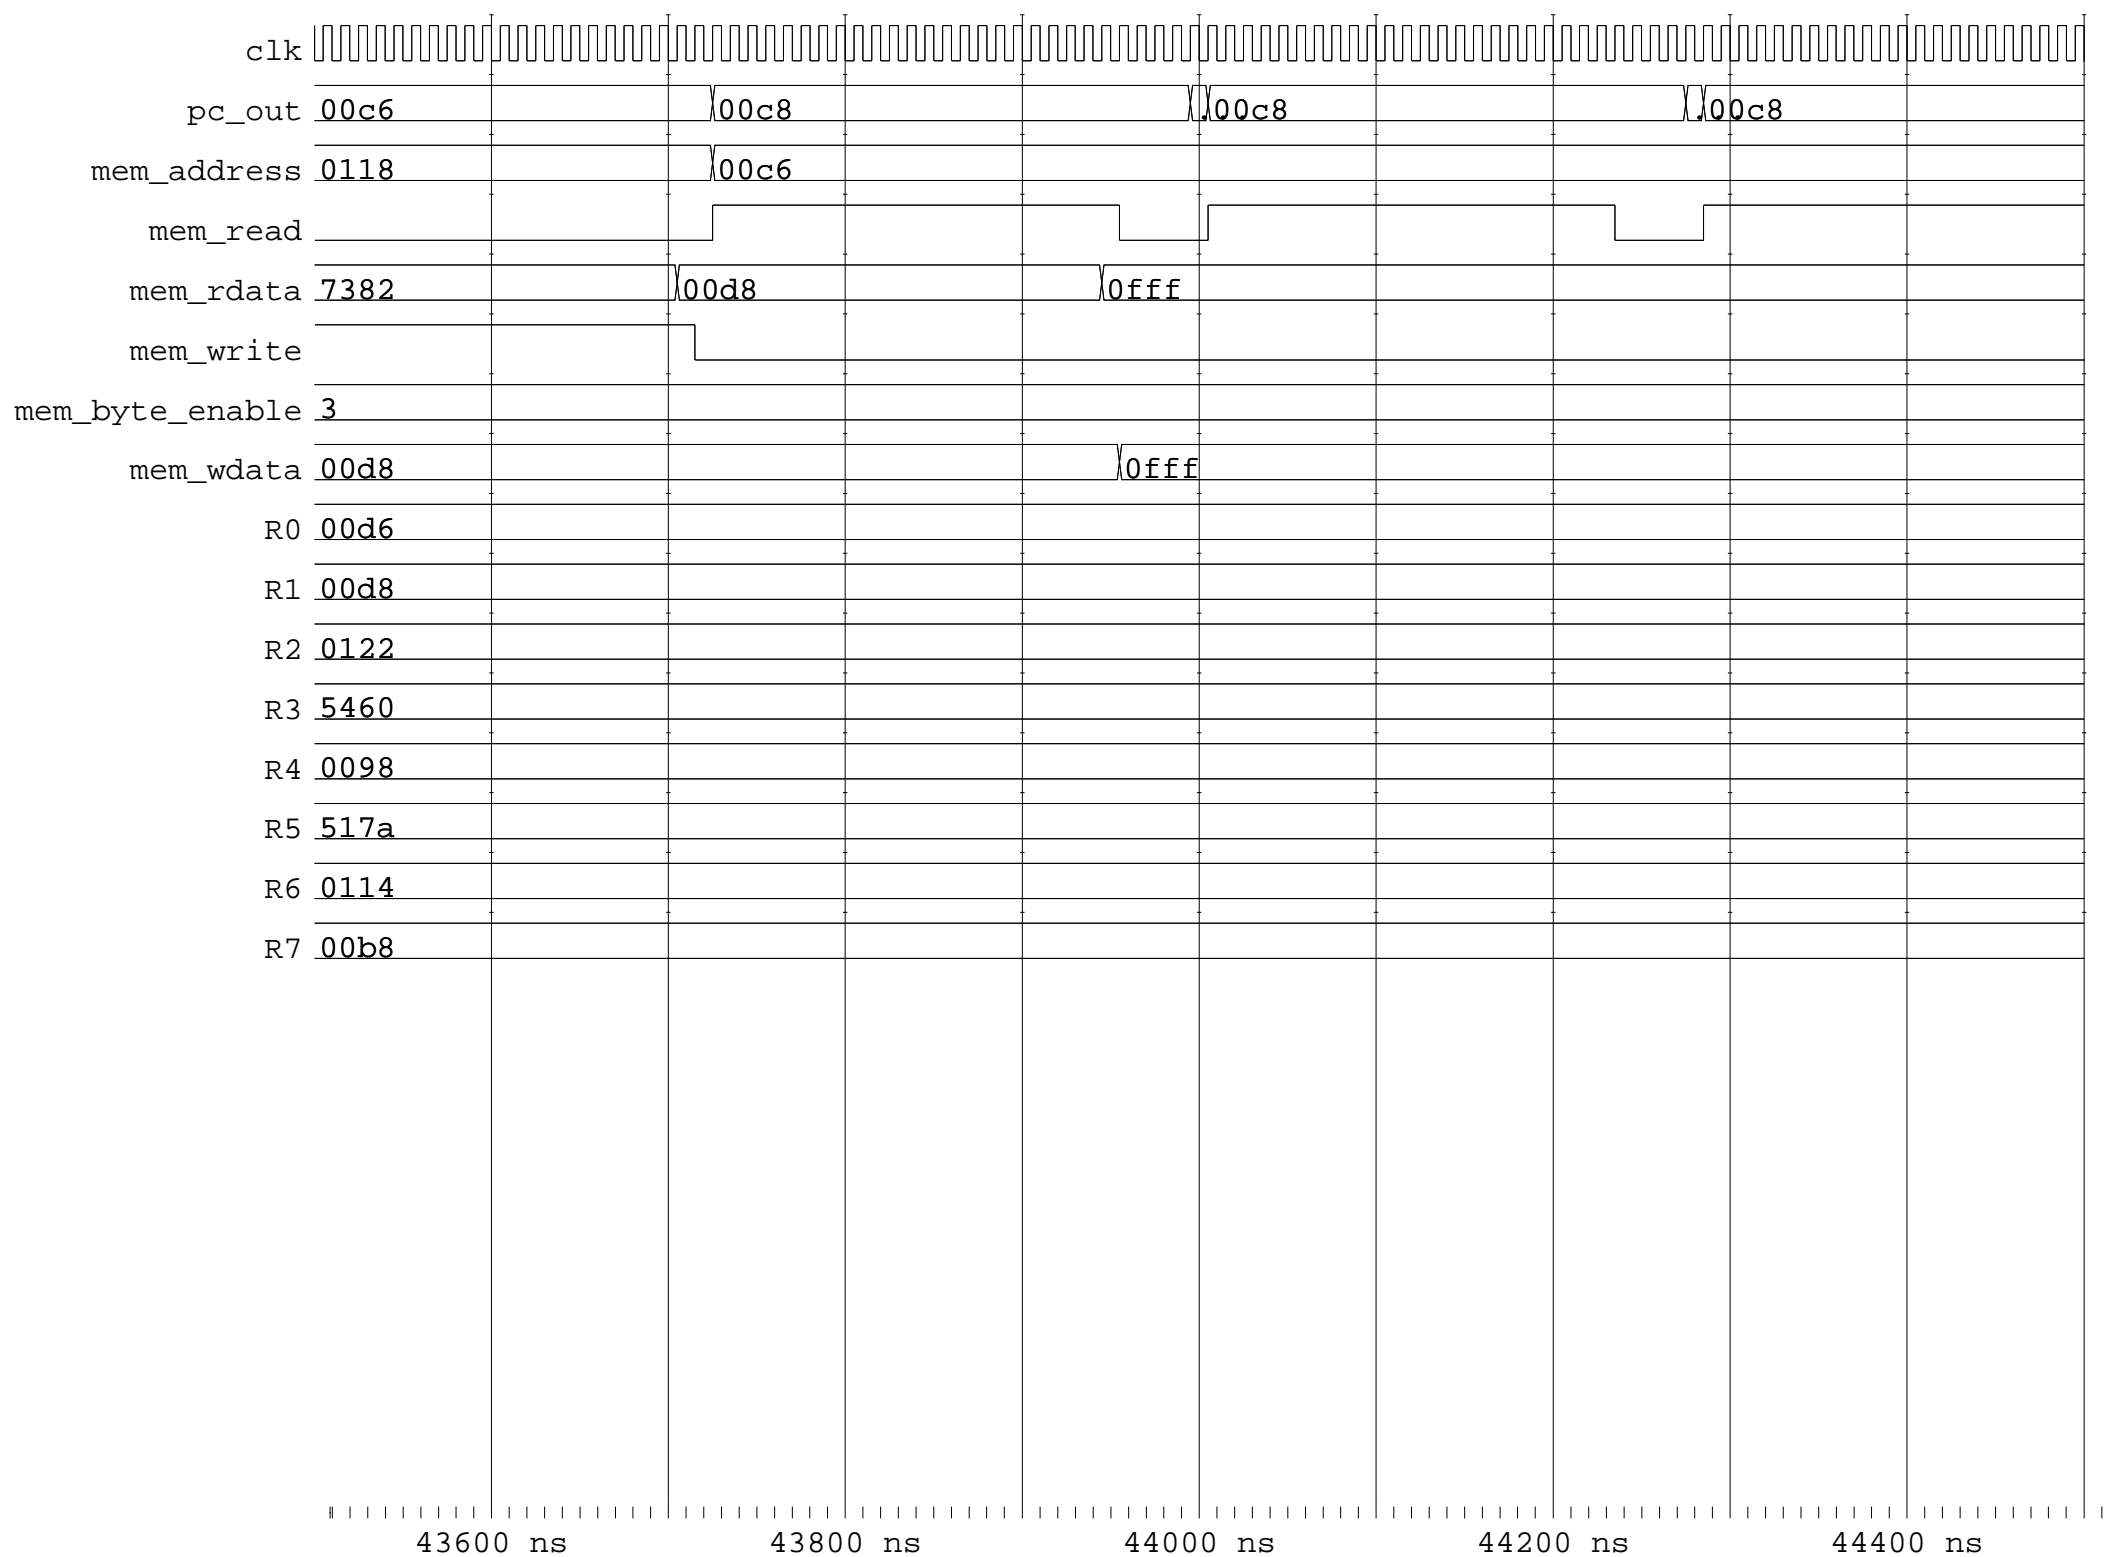 clk
pc_out 00c6 00c8 ...00c8 ...00c8
mem_address 0118 00c6
mem_read
mem_rdata 7382 00d8 0fff
mem_write
mem_byte_enable 3
mem_wdata 00d8 0fff
R0 00d6
R1 00d8
R2 0122
R3 5460
R4 0098
R5 517a
R6 0114
R7 00b8
43600 ns 43800 ns 44000 ns 44200 ns 44400 ns